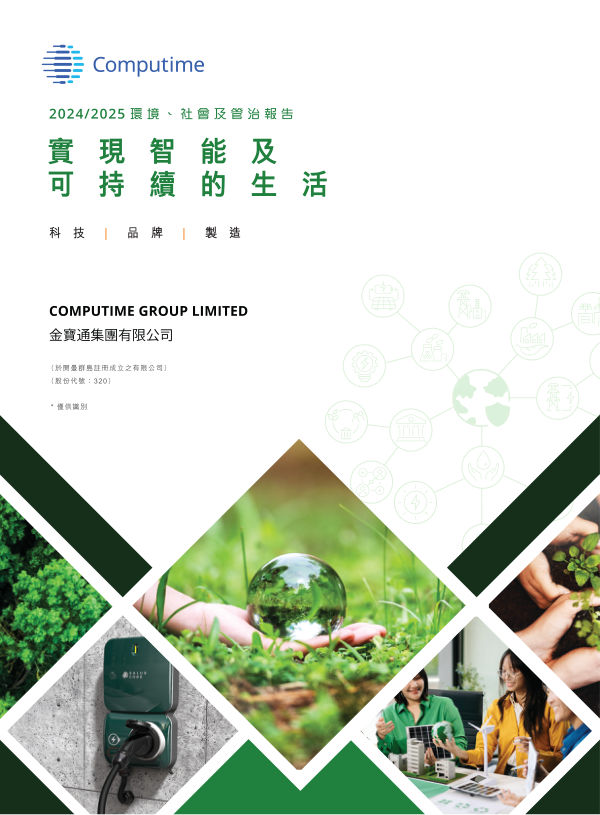 Computime
2024/2025 環境、社會及管治報告
實現智能及
可持續的生活
科技 | 品牌 | 製造
COMPUTIME GROUP LIMITED
金寶通集團有限公司
(於開曼群島註冊成立之有限公司)
(股份代號:320)
* 僅供識別